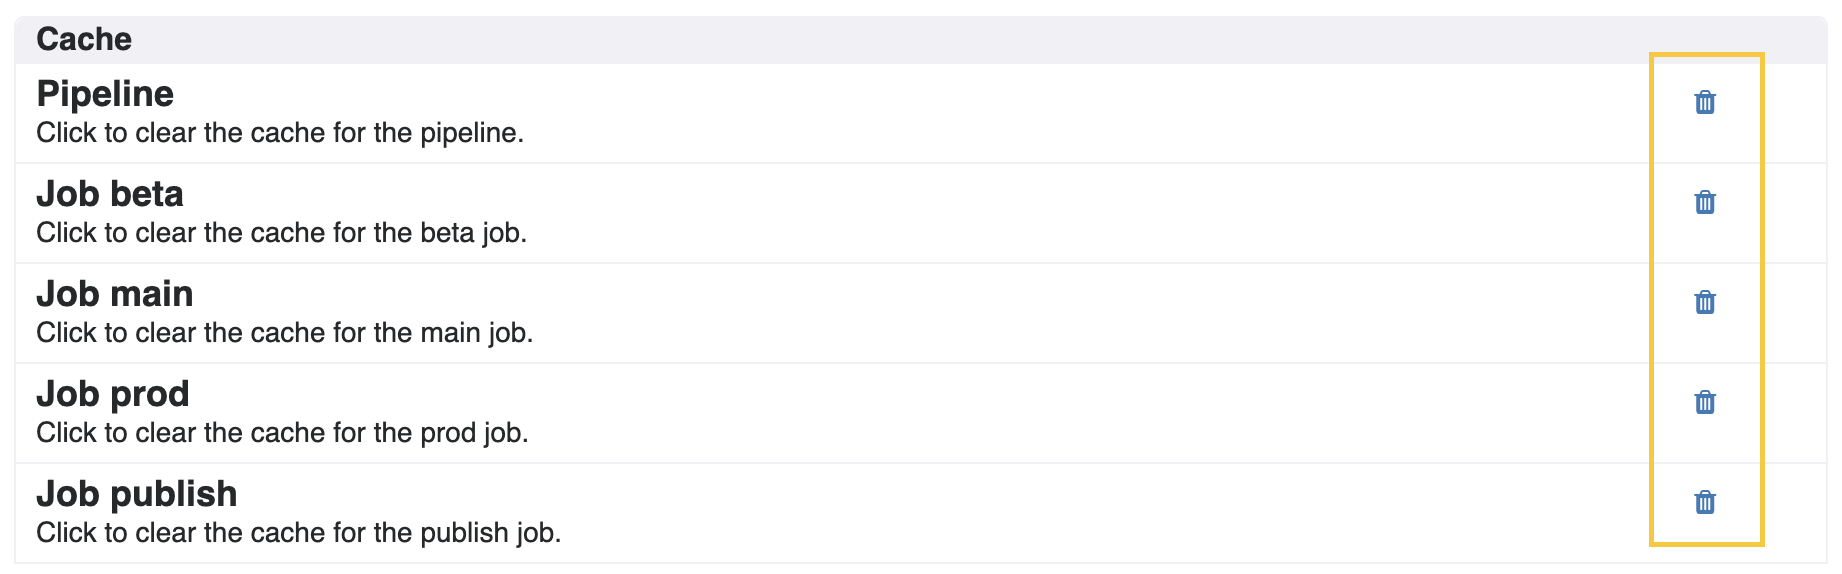 Cache
Pipeline
Click to clear the cache for the pipeline.
Job beta
Click to clear the cache for the beta job.
Job main
Click to clear the cache for the main job.
Job prod
Click to clear the cache for the prod job.
Job publish
Click to clear the cache for the publish job.